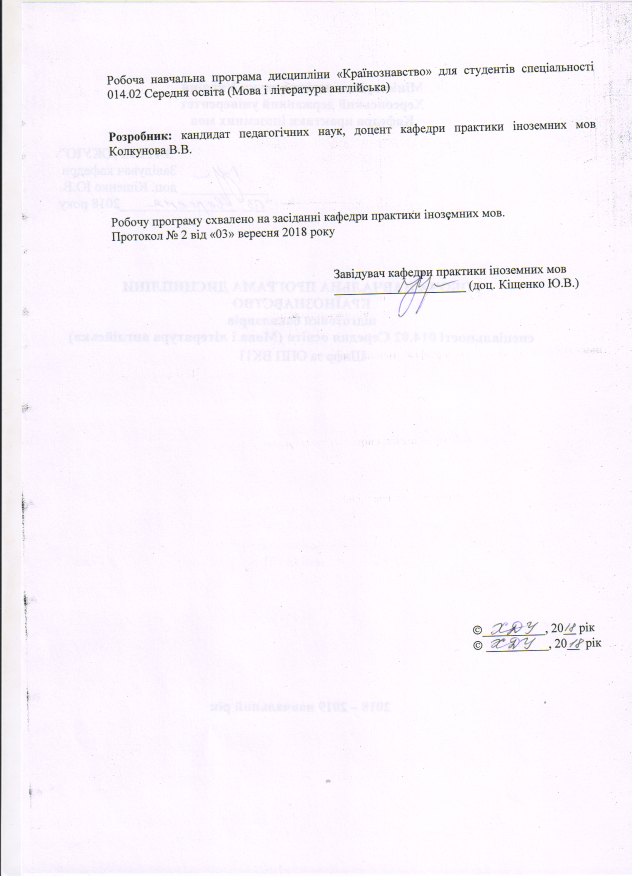 Робоча навчальна програма дисципліни «Країнознавство» для студентів спеціальності
014.02 Середня освіта (Мова і література англійська)
Розробник: кандидат педагогічних наук, доцент кафедри практики іноземних мов
Колкунова В.В.
Робочу програму схвалено на засіданні кафедри практики іноземних мов.
Протокол № 2 від «03» вересня 2018 року
Завідувач кафедри практики іноземних мов
____________________ (доц. Кіщенко Ю.В.)
© ХДУ, 2018 рік
© ХДУ, 2018 рік